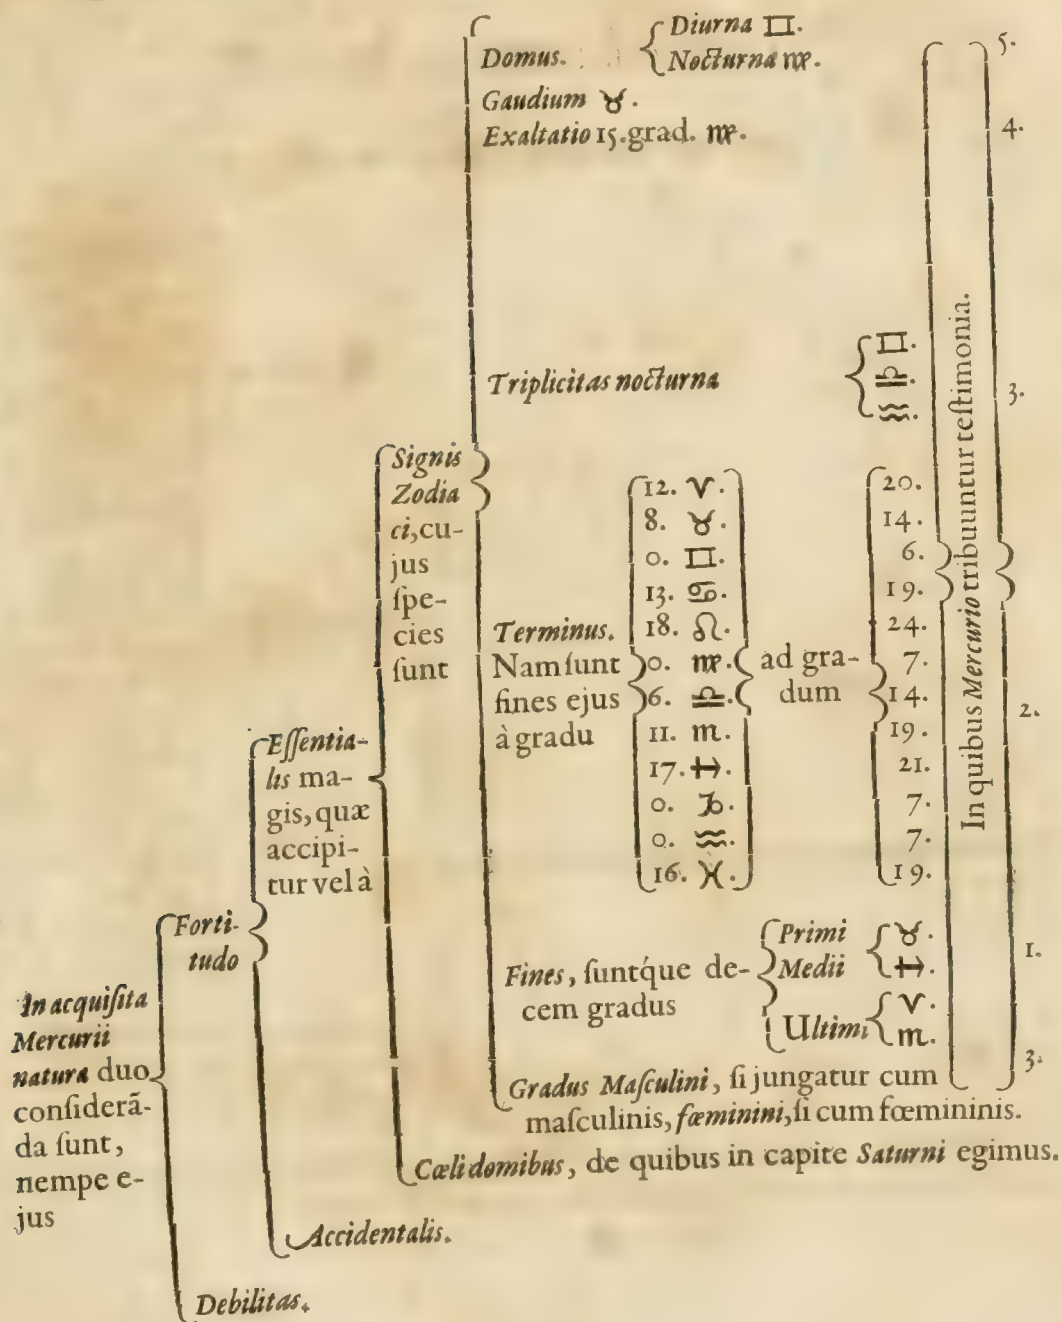 Domus. Diurna ♊.
Nocturna ♍.
Gaudium ♉.
Exaltatio 15. grad. ♍.
5.
4.
Triplicitas nocturna
♊.
♎.
♒.
3.
Signis
Zodia
ci, cu-
jus
ſpe-
cies
ſunt
Terminus.
Nam ſunt
fines ejus
à gradu
12. ♈.
8. ♉.
0. ♊.
13. ♋.
18. ♌.
0. ♍.
6. ♎.
11. ♏.
17. ♐.
0. ♑.
0. ♒.
16. ♓.
ad gra-
dum
20.
14.
6.
19.
24.
7.
14.
19.
21.
7.
7.
19.
2.
In quibus Mercurio tribuuntur teſtimonia.
Eſſentia-
lis ma-
gis, quæ
accipi-
tur vel à
Fines, ſuntq́ue de-
cem gradus
Primi ♉.
Medii ♐.
Ultimi ♈.
♏.
1.
Gradus Maſculini, ſi jungatur cum
maſculinis, fœminini, ſi cum fœmininis.
3.
Cæli domibus, de quibus in capite Saturni egimus.
Forti-
tudo
Accidentalis.
In acquiſita
Mercurii
natura duo
conſiderã-
da ſunt,
nempe e-
jus
Debilitas.